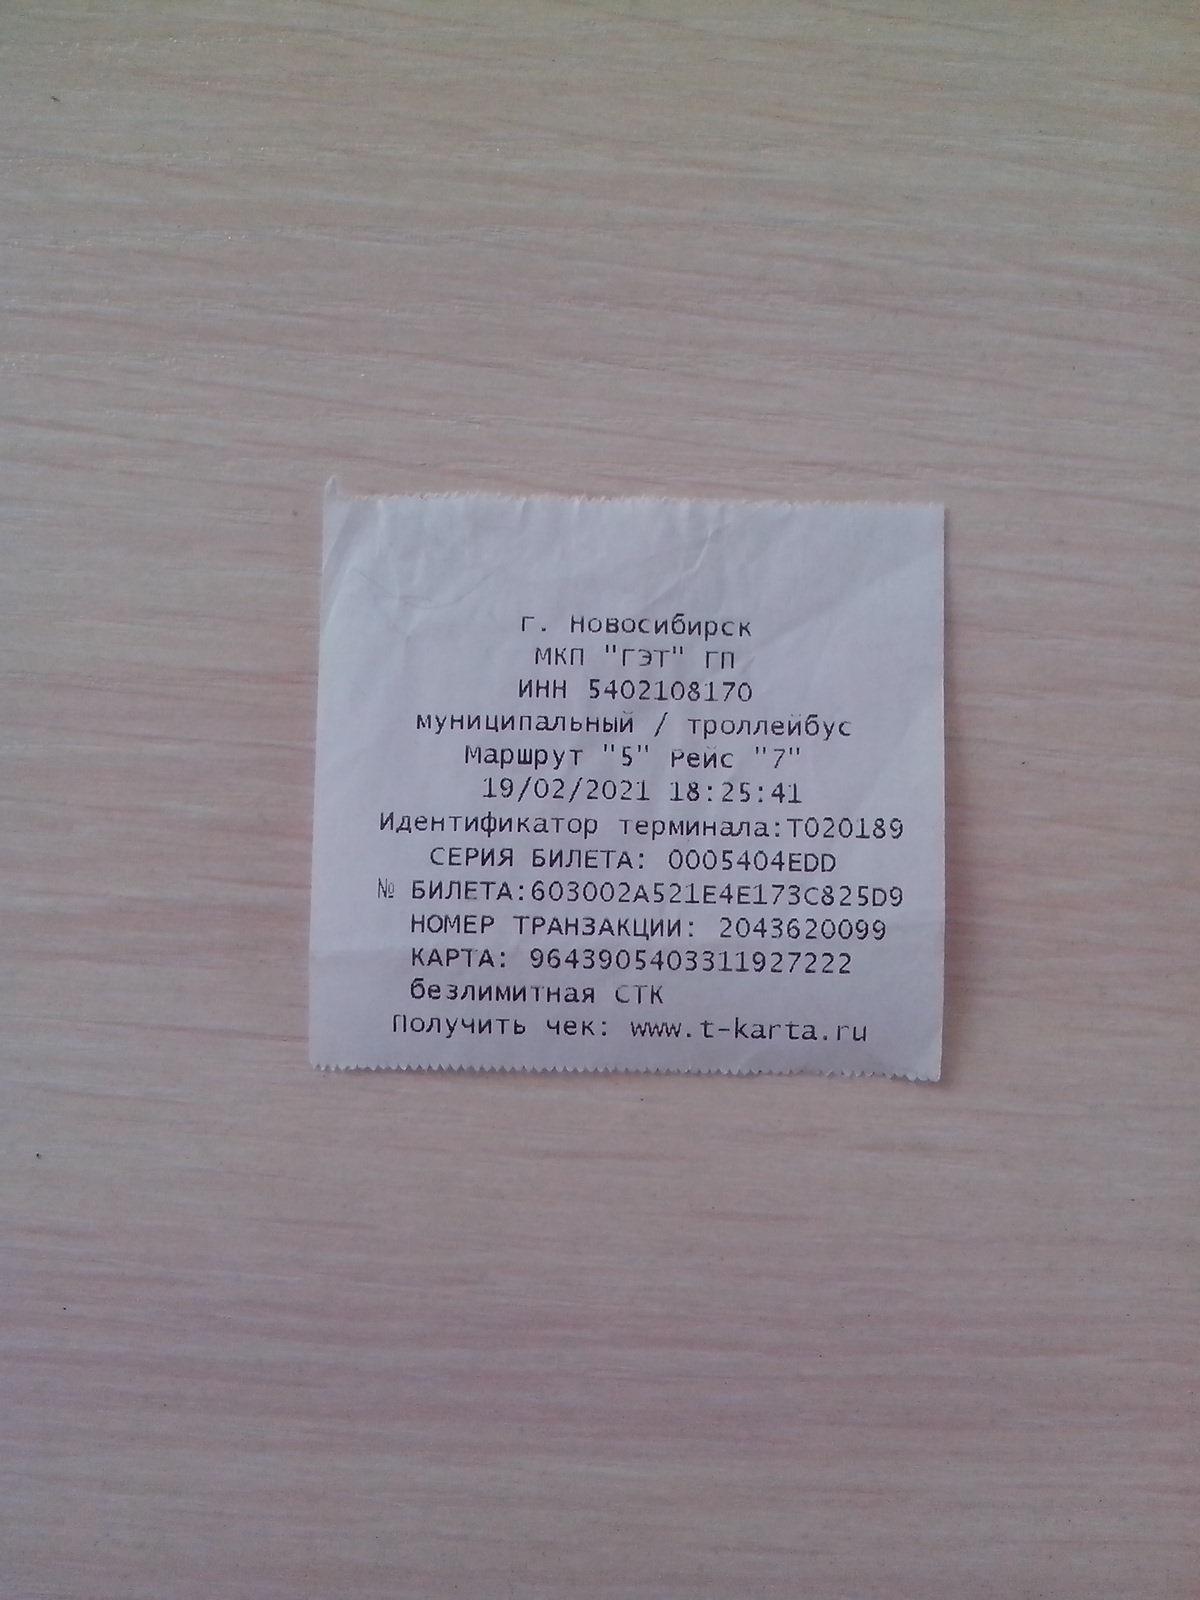 г. Новосибирск
МКП "ГЭТ" ГП
ИНН 5402108170
муниципальный / троллейбус
Маршрут "5" Рейс "7"
19/02/2021 18:25:41
Идентификатор терминала:T020189
СЕРИЯ БИЛЕТА: 0005404EDD
№ БИЛЕТА:603002A521E4E173C825D9
НОМЕР ТРАНЗАКЦИИ: 2043620099
КАРТА: 9643905403311927222
безлимитная СТК
Получить чек: www.t-karta.ru